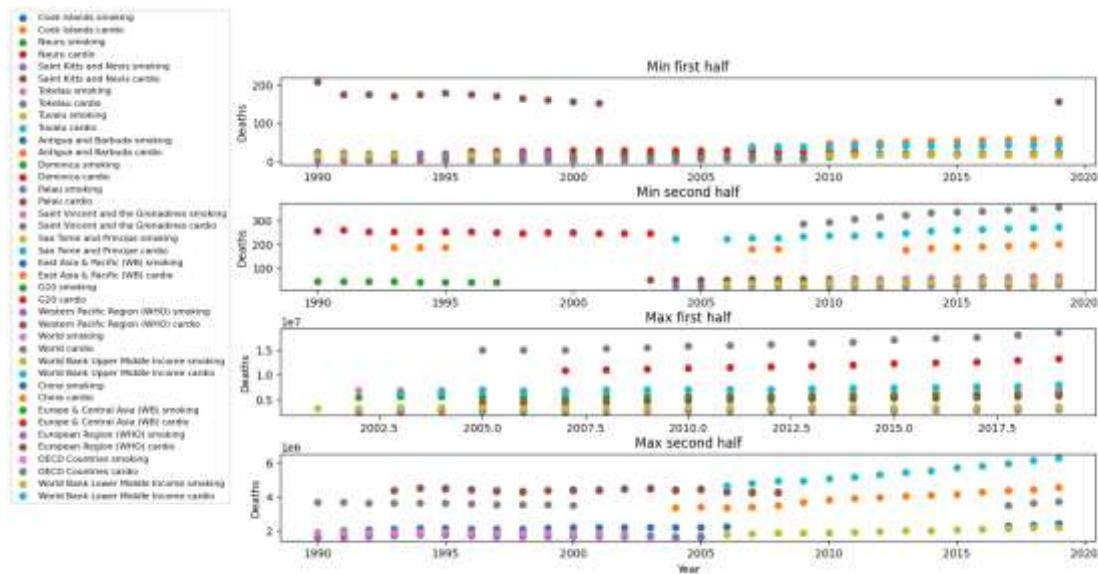 Cook Islands smoking
Cook Islands cardio
Nauru smoking
Nauru cardio
Saint Kitts and Nevis smoking
Saint Kitts and Nevis cardio
Tokelau smoking
Tokelau cardio
Tuvalu smoking
Tuvalu cardio
Antigua and Barbuda smoking
Antigua and Barbuda cardio
Dominica smoking
Dominica cardio
Palau smoking
Palau cardio
Saint Vincent and the Grenadines smoking
Saint Vincent and the Grenadines cardio
Sao Tome and Principe smoking
Sao Tome and Principe cardio
East Asia & Pacific (WB) smoking
East Asia & Pacific (WB) cardio
G20 smoking
G20 cardio
Western Pacific Region (WHO) smoking
Western Pacific Region (WHO) cardio
World smoking
World cardio
World Bank Upper Middle Income smoking
World Bank Upper Middle Income cardio
China smoking
China cardio
Europe & Central Asia (WB) smoking
Europe & Central Asia (WB) cardio
European Region (WHO) smoking
European Region (WHO) cardio
OECD Countries smoking
OECD Countries cardio
World Bank Lower Middle Income smoking
World Bank Lower Middle Income cardio
Min first half
Deaths
200
100
0
1990 1995 2000 2005 2010 2015 2020
Min second half
Deaths
300
200
100
1990 1995 2000 2005 2010 2015 2020
Max first half
1e7
Deaths
1.5
1.0
0.5
2002.5 2005.0 2007.5 2010.0 2012.5 2015.0 2017.5
Max second half
1e6
Deaths
6
4
2
1990 1995 2000 2005 2010 2015 2020
Year